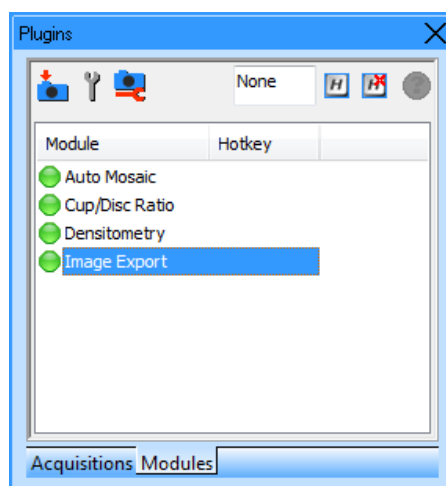 Plugins
None H H
Module Hotkey
Auto Mosaic
Cup/Disc Ratio
Densitometry
Image Export
Acquisitions Modules